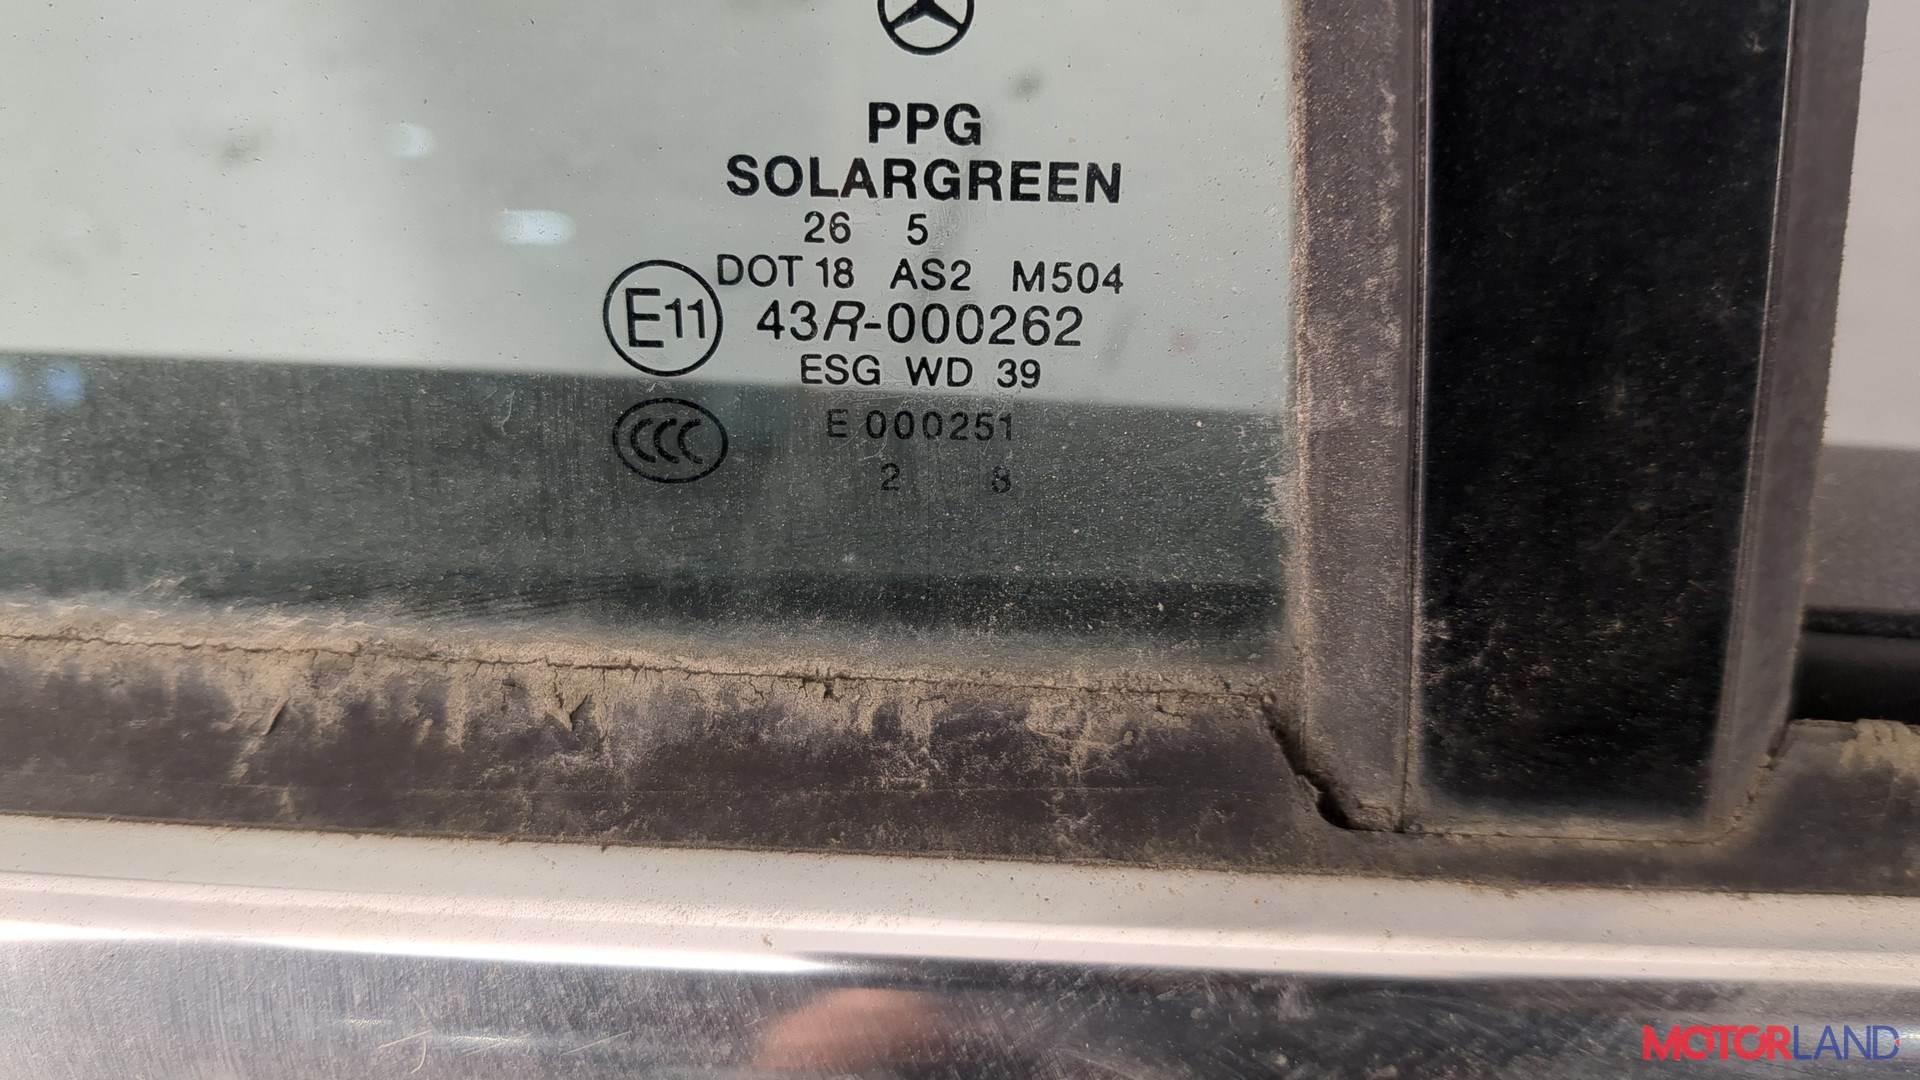 PPG
SOLARGREEN
26 5
DOT 18 AS2 M504
E11 43R-000262
ESG WD 39
CCC E 000251
2 8
MOTORLAND